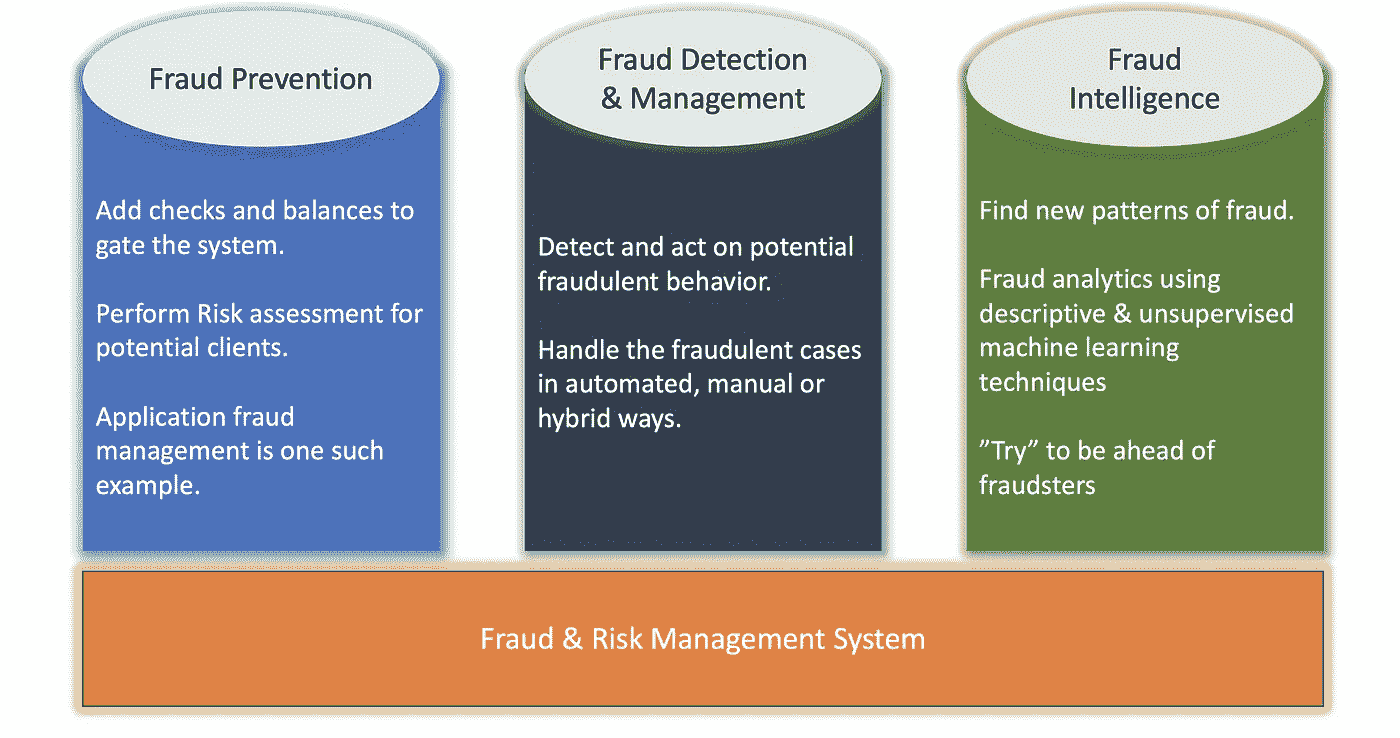 Fraud Prevention
Add checks and balances to
gate the system.
Perform Risk assessment for
potential clients.
Application fraud
management is one such
example.
Fraud Detection
& Management
Detect and act on potential
fraudulent behavior.
Handle the fraudulent cases
in automated, manual or
hybrid ways.
Fraud
Intelligence
Find new patterns of fraud.
Fraud analytics using
descriptive & unsupervised
machine learning
techniques
”Try” to be ahead of
fraudsters
Fraud & Risk Management System